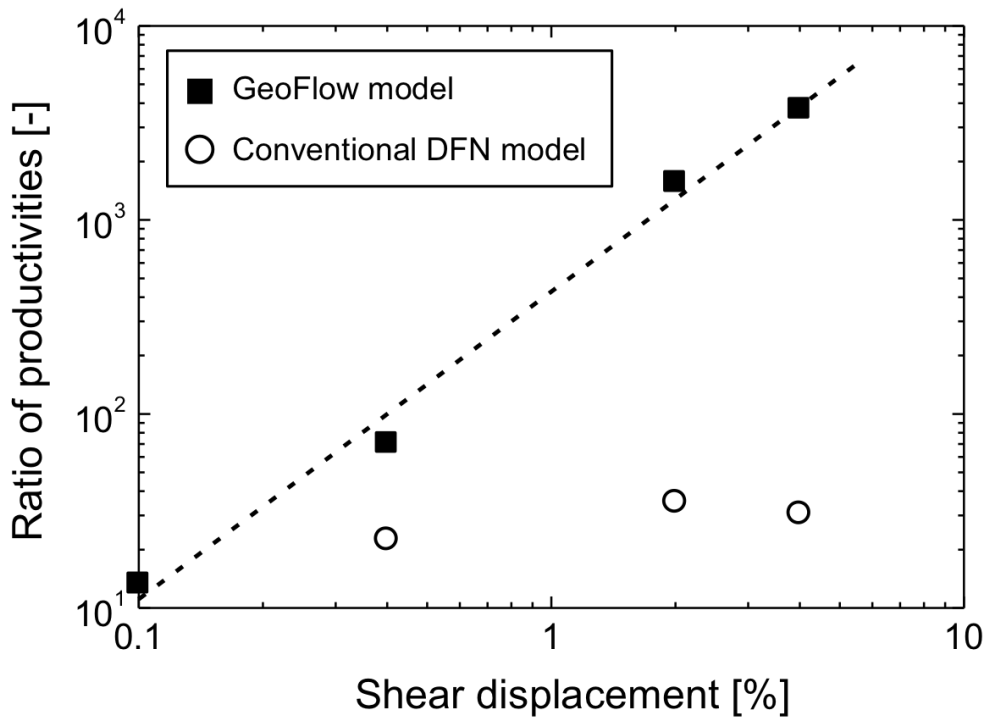 10^4
GeoFlow model
Conventional DFN model
10^3
10^2
10^1
Ratio of productivities [-]
0.1
1
10
Shear displacement [%]